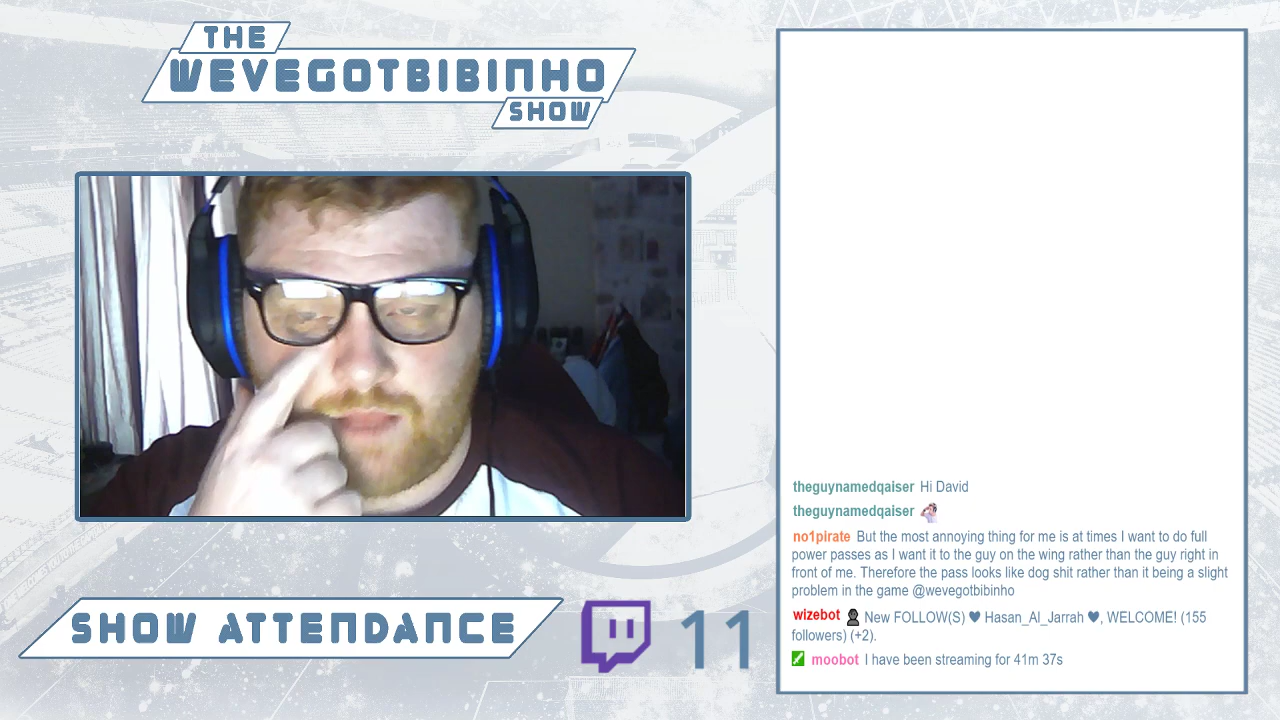 THE
WEVEGOTBIBINHO
SHOW
theguynamedqaiser Hi David
theguynamedqaiser
no1pirate But the most annoying thing for me is at times I want to do full
power passes as I want it to the guy on the wing rather than the guy right in
front of me. Therefore the pass looks like dog shit rather than it being a slight
problem in the game @wevegotbibinho
wizebot New FOLLOW(S) ♥ Hasan_Al_Jarrah ♥, WELCOME! (155
followers) (+2).
moobot I have been streaming for 41m 37s
SHOW ATTENDANCE 11